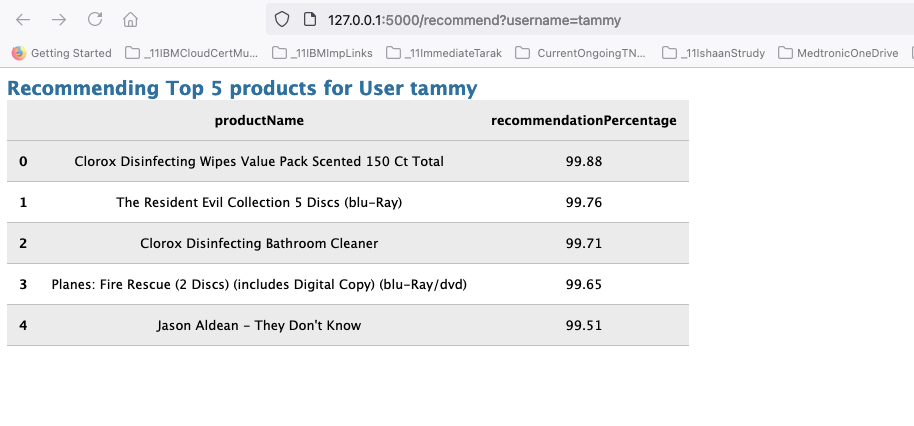 127.0.0.1:5000/recommend?username=tammy
Getting Started _11IBMCloudCertMu... _11IBMImpLinks _11ImmediateTarak CurrentOngoingTN... _11IshaanStrudy MedtronicOneDrive
Recommending Top 5 products for User tammy
productName recommendationPercentage
0 Clorox Disinfecting Wipes Value Pack Scented 150 Ct Total 99.88
1 The Resident Evil Collection 5 Discs (blu-Ray) 99.76
2 Clorox Disinfecting Bathroom Cleaner 99.71
3 Planes: Fire Rescue (2 Discs) (includes Digital Copy) (blu-Ray/dvd) 99.65
4 Jason Aldean - They Don't Know 99.51